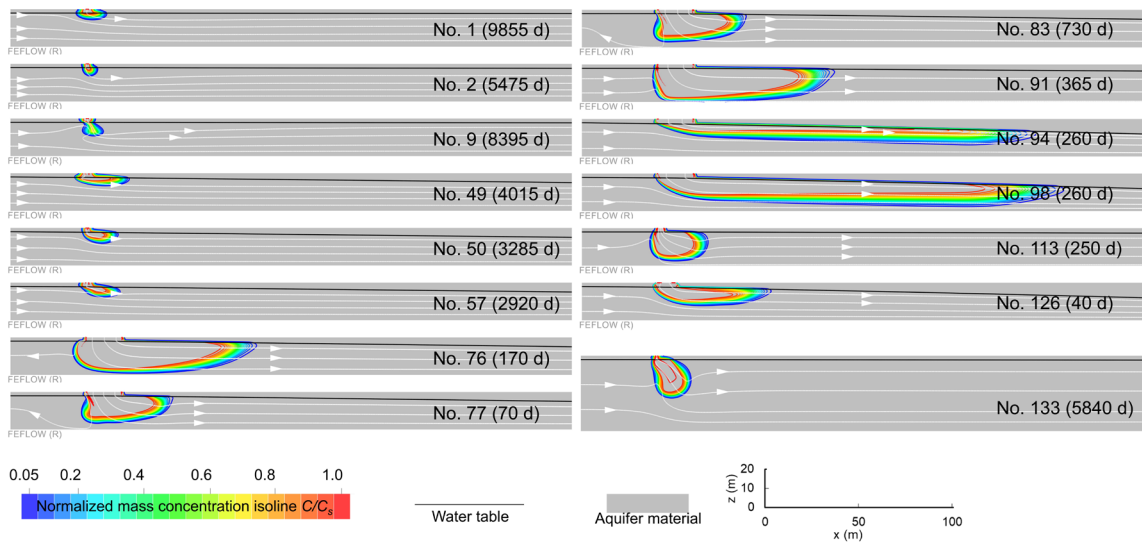 No. 1 (9855 d)
FEFLOW (R)
No. 2 (5475 d)
FEFLOW (R)
No. 9 (8395 d)
FEFLOW (R)
No. 49 (4015 d)
FEFLOW (R)
No. 50 (3285 d)
FEFLOW (R)
No. 57 (2920 d)
FEFLOW (R)
No. 76 (170 d)
FEFLOW (R)
No. 77 (70 d)
FEFLOW (R)
No. 83 (730 d)
FEFLOW (R)
No. 91 (365 d)
FEFLOW (R)
No. 94 (260 d)
FEFLOW (R)
No. 98 (260 d)
FEFLOW (R)
No. 113 (250 d)
FEFLOW (R)
No. 126 (40 d)
FEFLOW (R)
No. 133 (5840 d)
0.05 0.2 0.4 0.6 0.8 1.0
Normalized mass concentration isoline C/Cs
Water table
Aquifer material
20
10
0
z (m)
0 50 100
x (m)